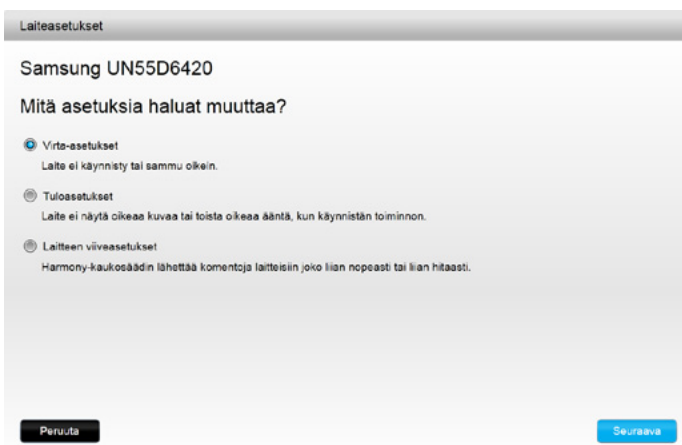 Laiteasetukset
Samsung UN55D6420
Mitä asetuksia haluat muuttaa?
Virta-asetukset
Laite ei käynnisty tai sammu oikein.
Tuloasetukset
Laite ei näytä oikeaa kuvaa tai toista oikeaa ääntä, kun käynnistän toiminnon.
Laitteen viiveasetukset
Harmony-kaukosäädin lähettää komentoja laitteisiin joko liian nopeasti tai liian hitaasti.
Peruuta
Seuraava